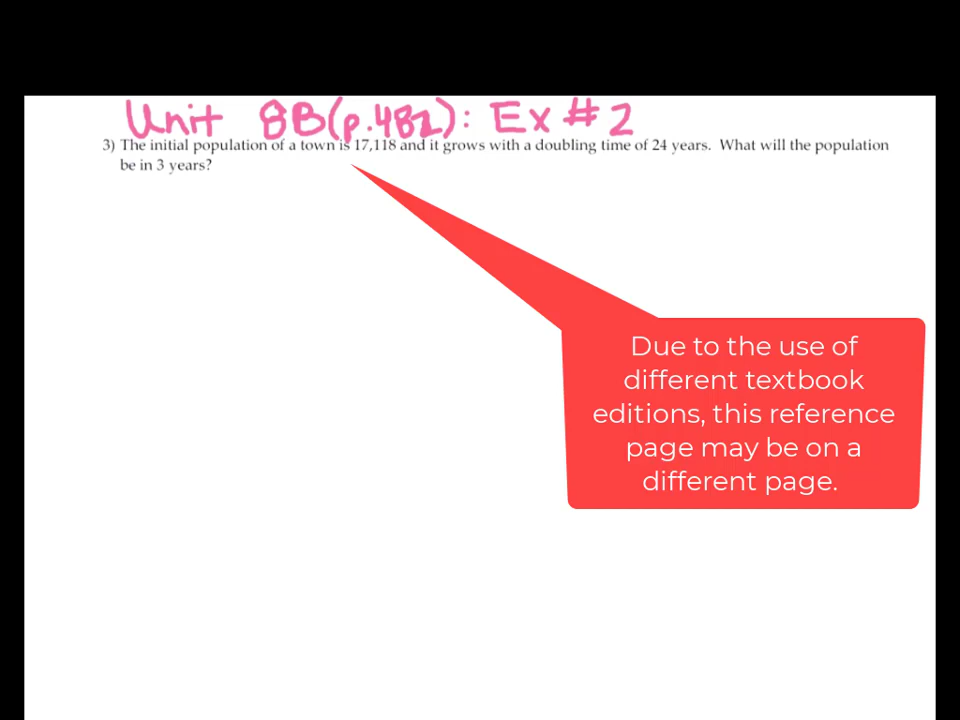 Unit 8B(p.482): Ex # 2
3) The initial population of a town is 17,118 and it grows with a doubling time of 24 years. What will the population
be in 3 years?
Due to the use of
different textbook
editions, this reference
page may be on a
different page.